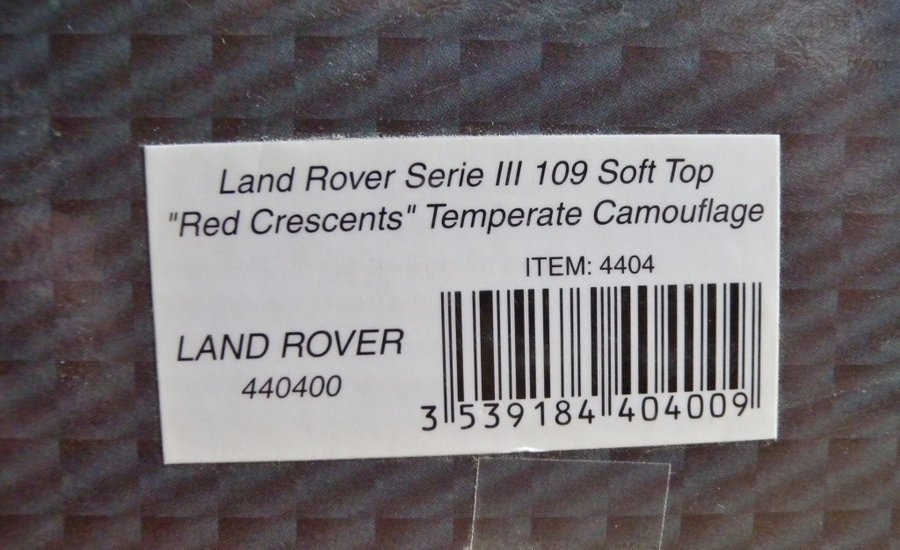 Land Rover Serie III 109 Soft Top
"Red Crescents" Temperate Camouflage
ITEM: 4404
LAND ROVER
440400
3 539184 404009